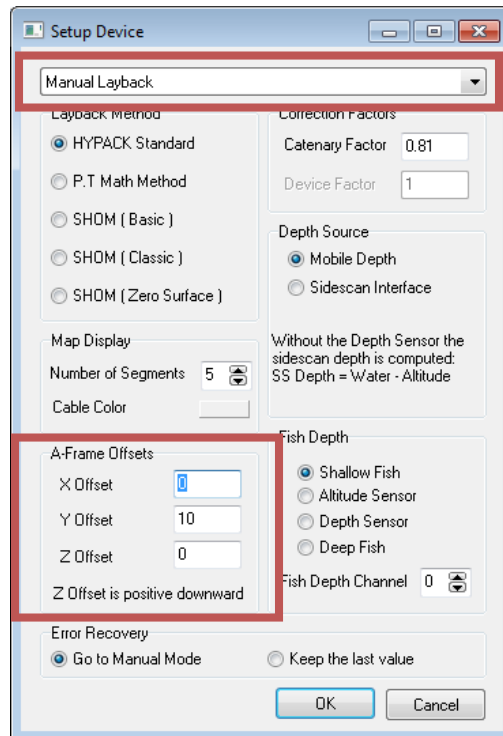 Setup Device
Manual Layback
Layback Method
HYPACK Standard
P.T Math Method
SHOM ( Basic )
SHOM ( Classic )
SHOM ( Zero Surface )
Map Display
Number of Segments 5
Cable Color
A-Frame Offsets
X Offset 0
Y Offset 10
Z Offset 0
Z Offset is positive downward
Correction Factors
Catenary Factor 0.81
Device Factor 1
Depth Source
Mobile Depth
Sidescan Interface
Without the Depth Sensor the
sidescan depth is computed:
SS Depth = Water - Altitude
Fish Depth
Shallow Fish
Altitude Sensor
Depth Sensor
Deep Fish
Fish Depth Channel 0
Error Recovery
Go to Manual Mode
Keep the last value
OK
Cancel